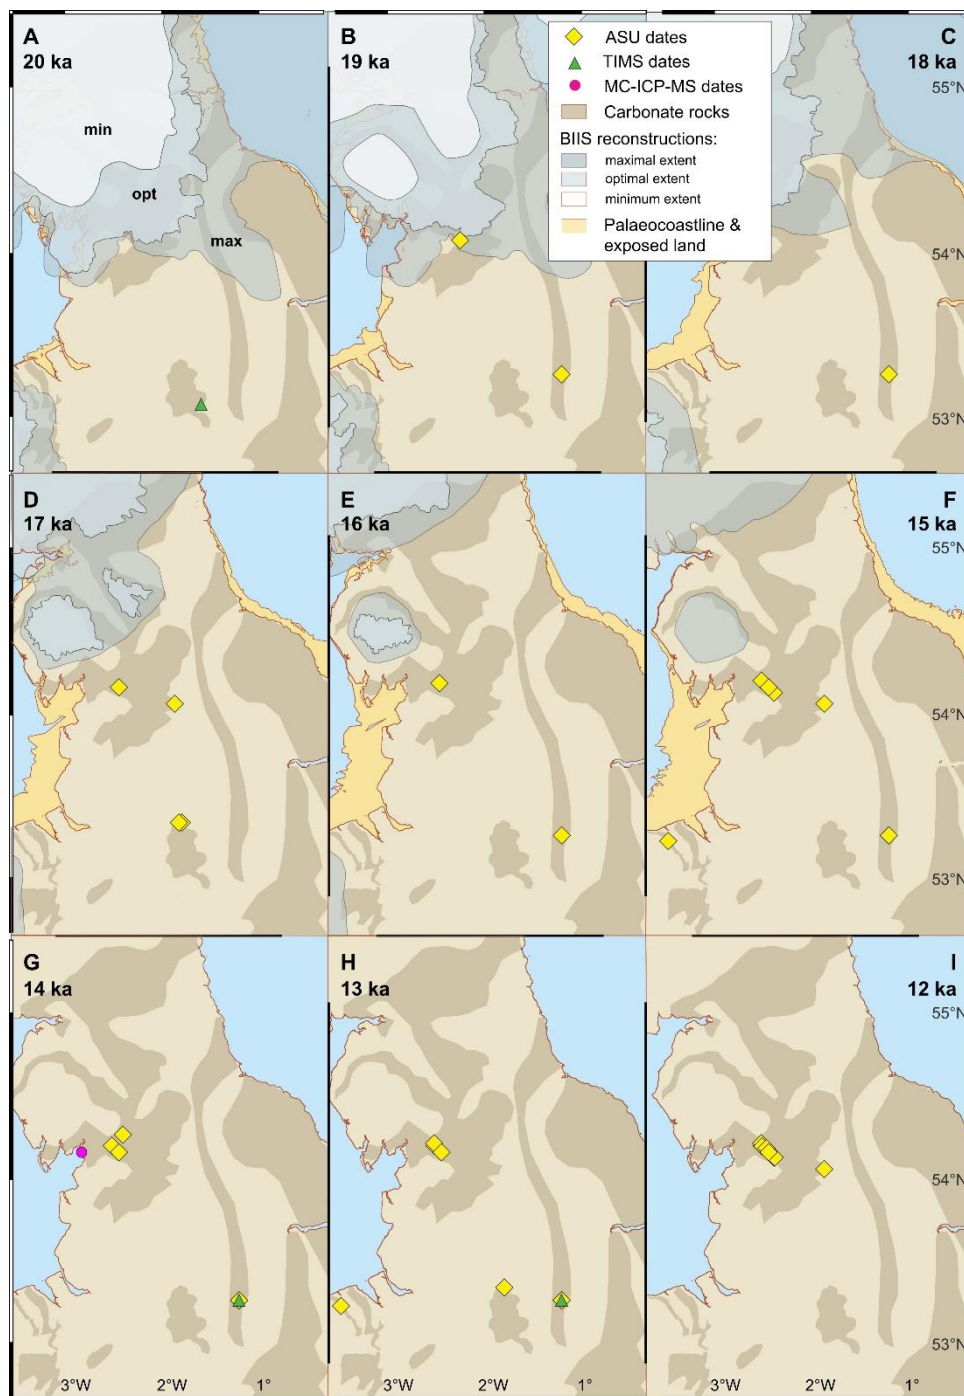 A
20 ka
min
opt
max
B
19 ka
ASU dates
TIMS dates
MC-ICP-MS dates
Carbonate rocks
BIIS reconstructions:
maximal extent
optimal extent
minimum extent
Palaeocoastline &
exposed land
C
18 ka
55°N
54°N
53°N
D
17 ka
E
16 ka
F
15 ka
55°N
54°N
53°N
G
14 ka
H
13 ka
I
12 ka
55°N
54°N
53°N
3°W
2°W
1°
3°W
2°W
1°
3°W
2°W
1°